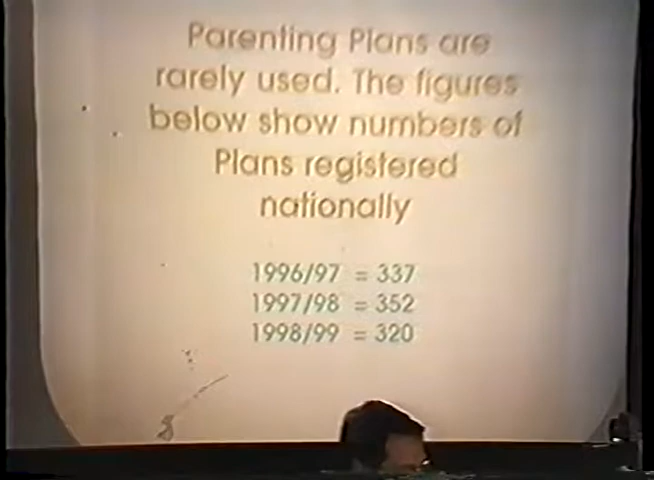 Parenting Plans are
rarely used. The figures
below show numbers of
Plans registered
nationally
1996/97 = 337
1997/98 = 352
1998/99 = 320